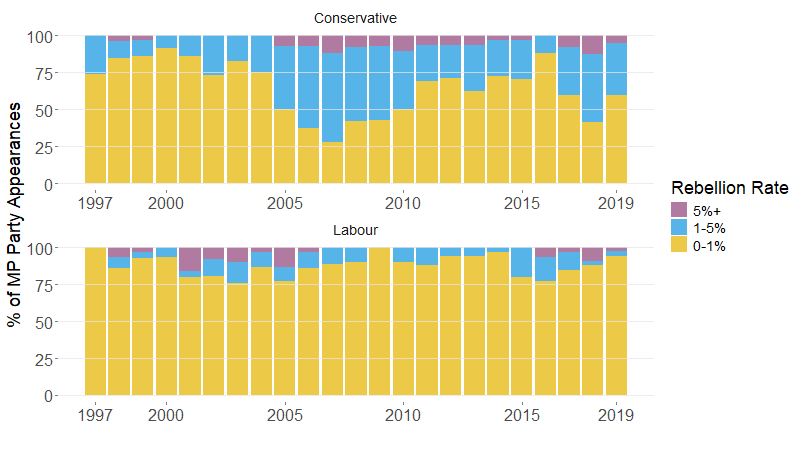 Conservative
100
75
50
25
0
1997 2000 2005 2010 2015 2019
Labour
100
75
50
25
0
1997 2000 2005 2010 2015 2019
% of MP Party Appearances
Rebellion Rate
5%+
1-5%
0-1%